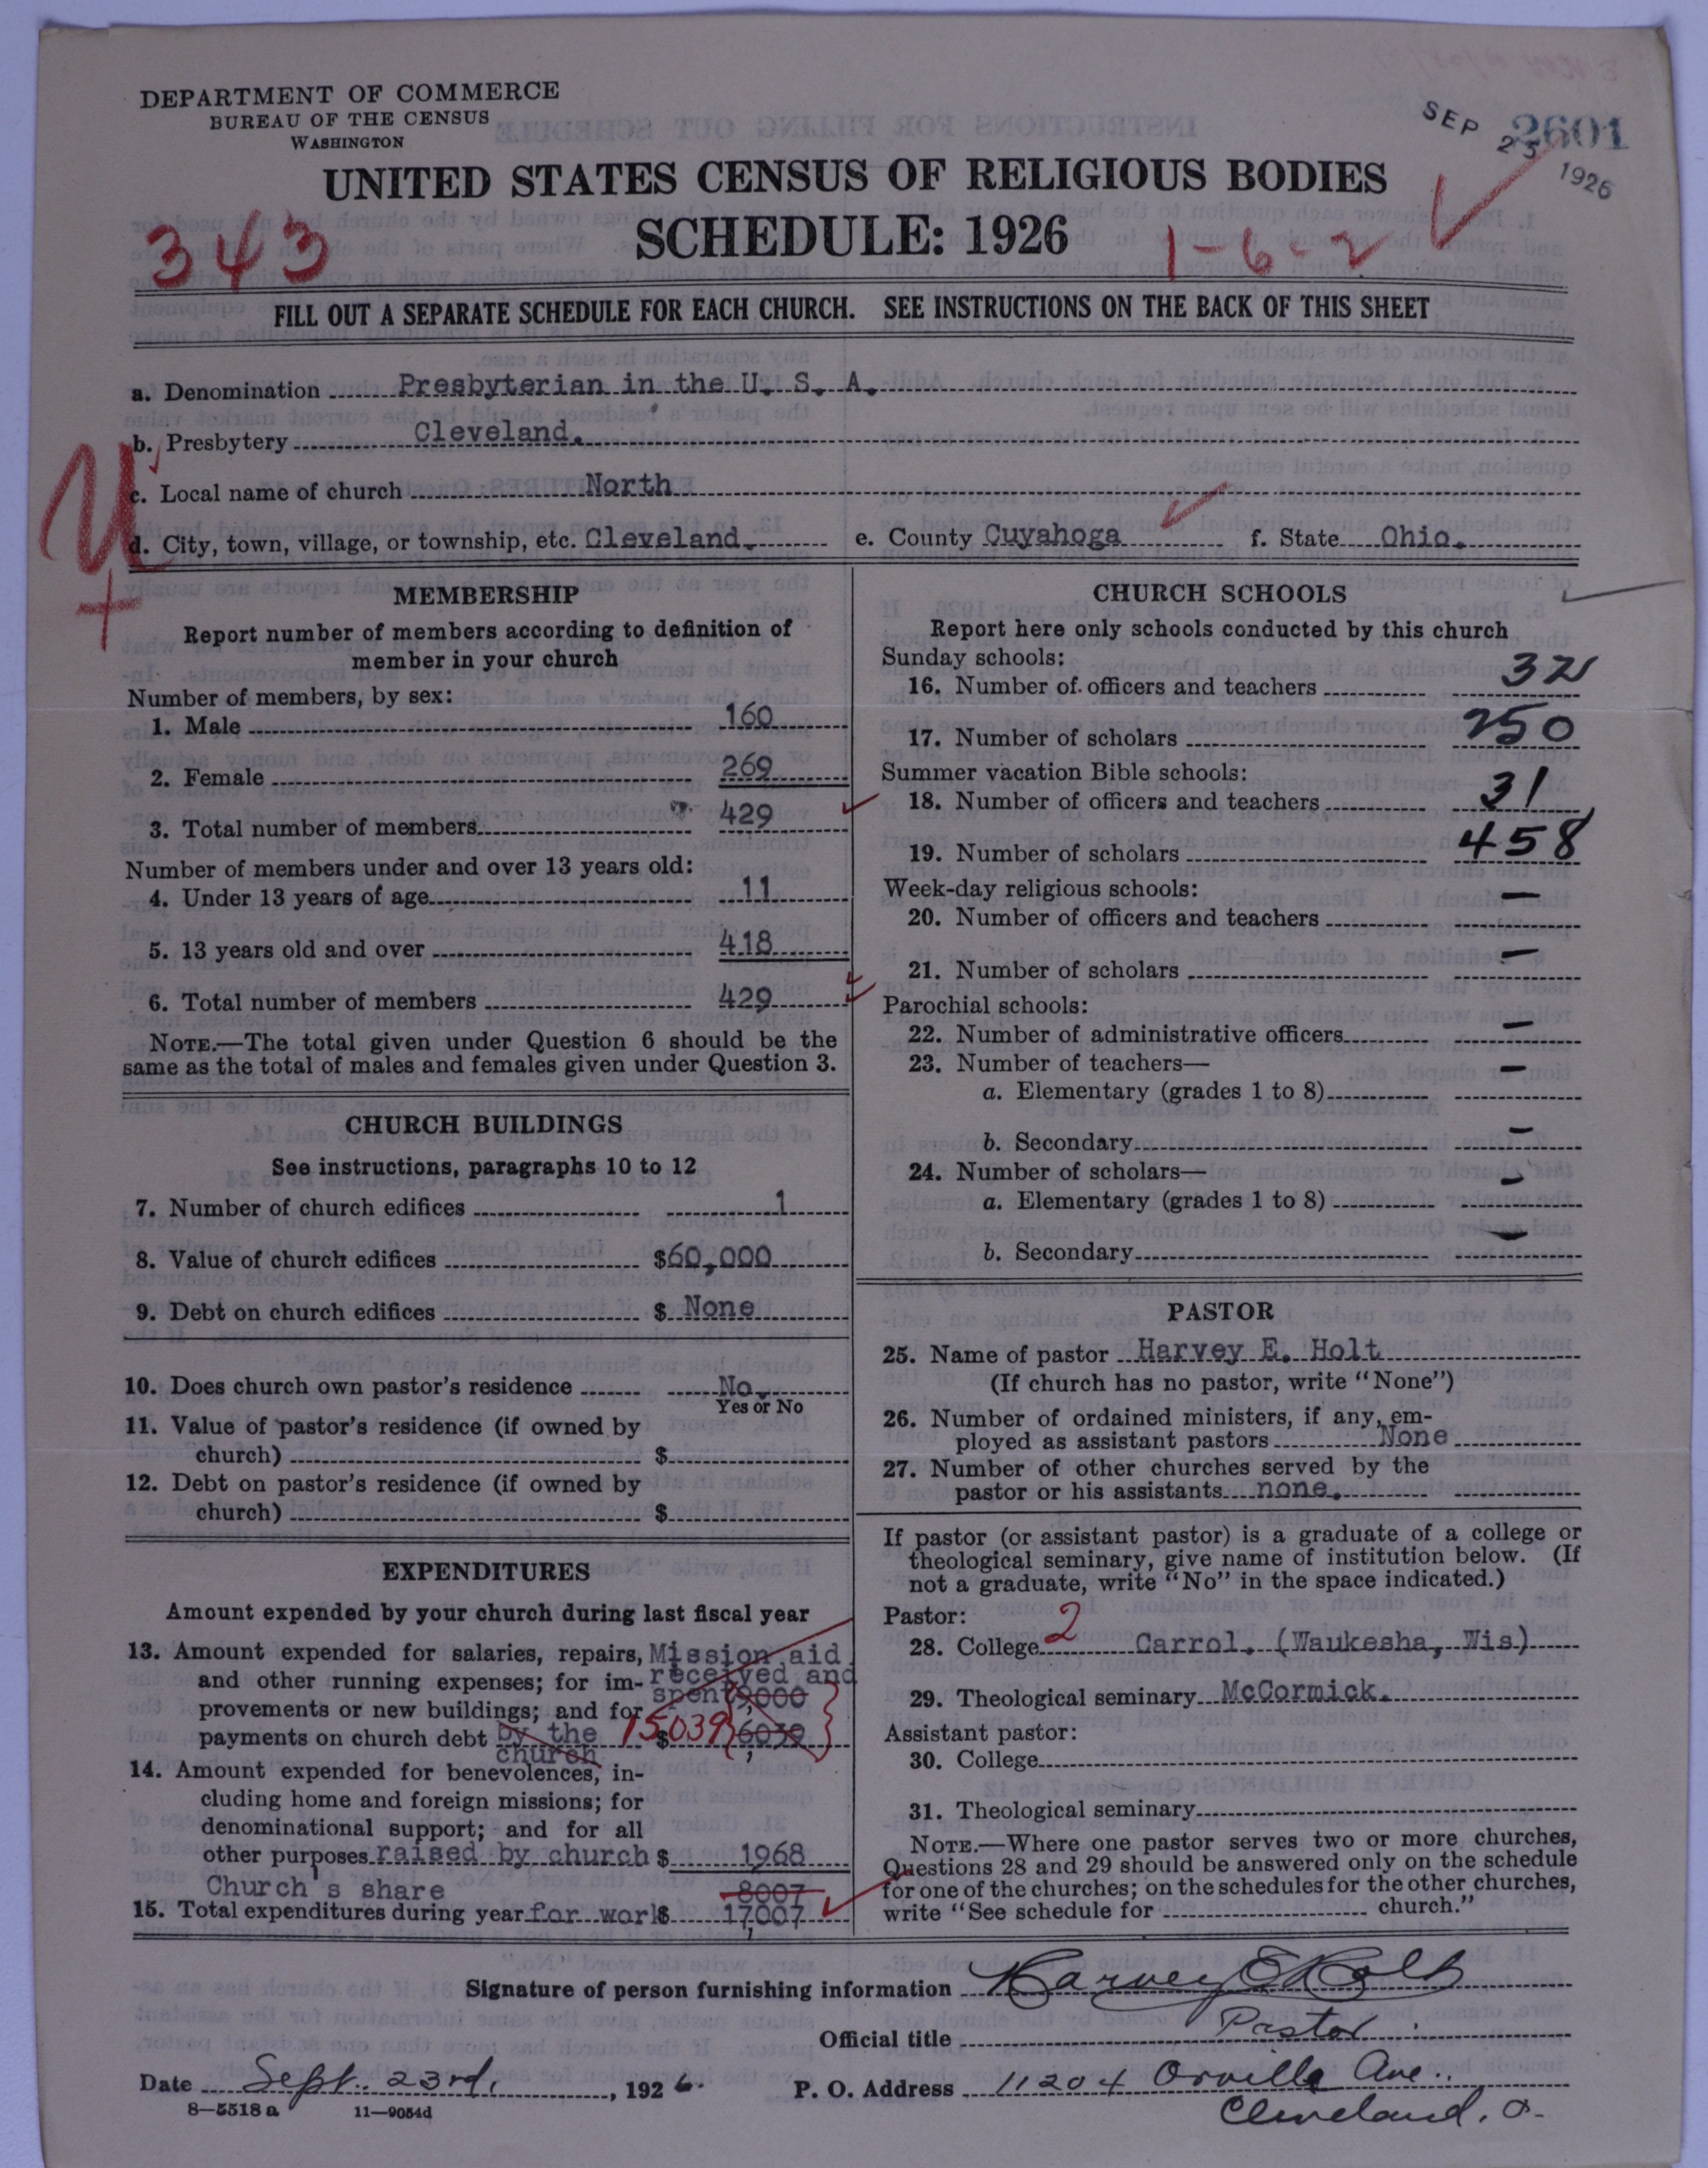 DEPARTMENT OF COMMERCE
BUREAU OF THE CENSUS
WASHINGTON
SEP 25 1926
2601
UNITED STATES CENSUS OF RELIGIOUS BODIES
SCHEDULE: 1926
343
1-6-2
FILL OUT A SEPARATE SCHEDULE FOR EACH CHURCH. SEE INSTRUCTIONS ON THE BACK OF THIS SHEET
a. Denomination Presbyterian in the U. S. A.
b. Presbytery Cleveland.
c. Local name of church North
d. City, town, village, or township, etc. Cleveland. e. County Cuyahoga f. State Ohio.
U
+
MEMBERSHIP
Report number of members according to definition of
member in your church
Number of members, by sex:
1. Male 160
2. Female 269
3. Total number of members 429
Number of members under and over 13 years old:
4. Under 13 years of age 11
5. 13 years old and over 418
6. Total number of members 429
NOTE.—The total given under Question 6 should be the
same as the total of males and females given under Question 3.
CHURCH BUILDINGS
See instructions, paragraphs 10 to 12
7. Number of church edifices 1
8. Value of church edifices $60,000
9. Debt on church edifices $ None
10. Does church own pastor's residence No.
Yes or No
11. Value of pastor's residence (if owned by
church) $
12. Debt on pastor's residence (if owned by
church) $
EXPENDITURES
Amount expended by your church during last fiscal year
13. Amount expended for salaries, repairs, Mission aid
and other running expenses; for im- received and
provements or new buildings; and for spent 9,000
payments on church debt by the $ 15039 6,039
church
14. Amount expended for benevolences, in-
cluding home and foreign missions; for
denominational support; and for all
other purposes raised by church $ 1968
Church's share 8007
15. Total expenditures during year for work $ 17,007
CHURCH SCHOOLS
Report here only schools conducted by this church
Sunday schools:
16. Number of officers and teachers 32
17. Number of scholars 250
Summer vacation Bible schools:
18. Number of officers and teachers 31
19. Number of scholars 458
Week-day religious schools:
20. Number of officers and teachers —
21. Number of scholars —
Parochial schools:
22. Number of administrative officers —
23. Number of teachers— —
a. Elementary (grades 1 to 8)
b. Secondary —
24. Number of scholars— —
a. Elementary (grades 1 to 8)
b. Secondary —
PASTOR
25. Name of pastor Harvey E. Holt
(If church has no pastor, write "None")
26. Number of ordained ministers, if any, em-
ployed as assistant pastors None
27. Number of other churches served by the
pastor or his assistants none.
If pastor (or assistant pastor) is a graduate of a college or
theological seminary, give name of institution below. (If
not a graduate, write "No" in the space indicated.)
Pastor:
28. College 2 Carrol. (Waukesha, Wis)
29. Theological seminary McCormick.
Assistant pastor:
30. College
31. Theological seminary
NOTE.—Where one pastor serves two or more churches,
Questions 28 and 29 should be answered only on the schedule
for one of the churches; on the schedules for the other churches,
write "See schedule for church."
Signature of person furnishing information Harvey E Holt
Official title Pastor
Date Sept. 23rd, 1926. P. O. Address 11204 Orville Ave.
Cleveland, O.
8—5518 a 11—9054d